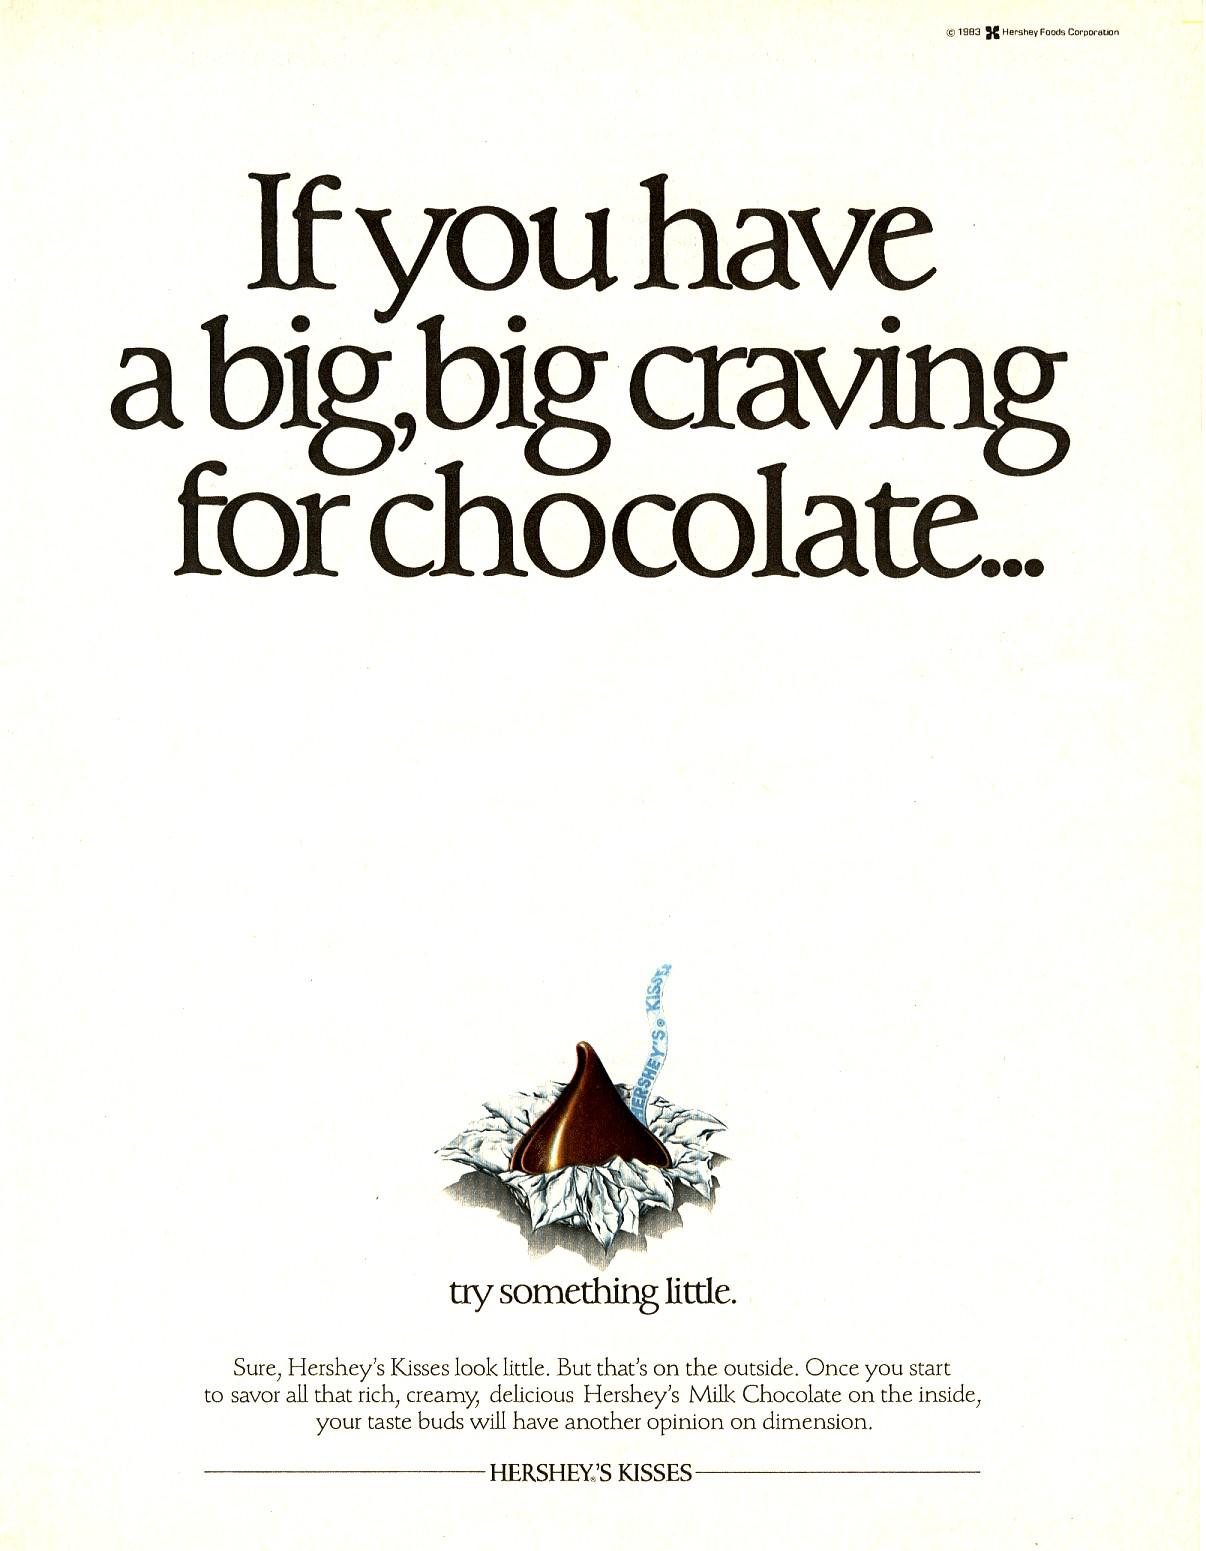 © 1983 Hershey Foods Corporation
If you have
a big, big craving
for chocolate...
HERSHEY'S® KISSE
try something little.
Sure, Hershey's Kisses look little. But that's on the outside. Once you start
to savor all that rich, creamy, delicious Hershey's Milk Chocolate on the inside,
your taste buds will have another opinion on dimension.
HERSHEY'S® KISSES